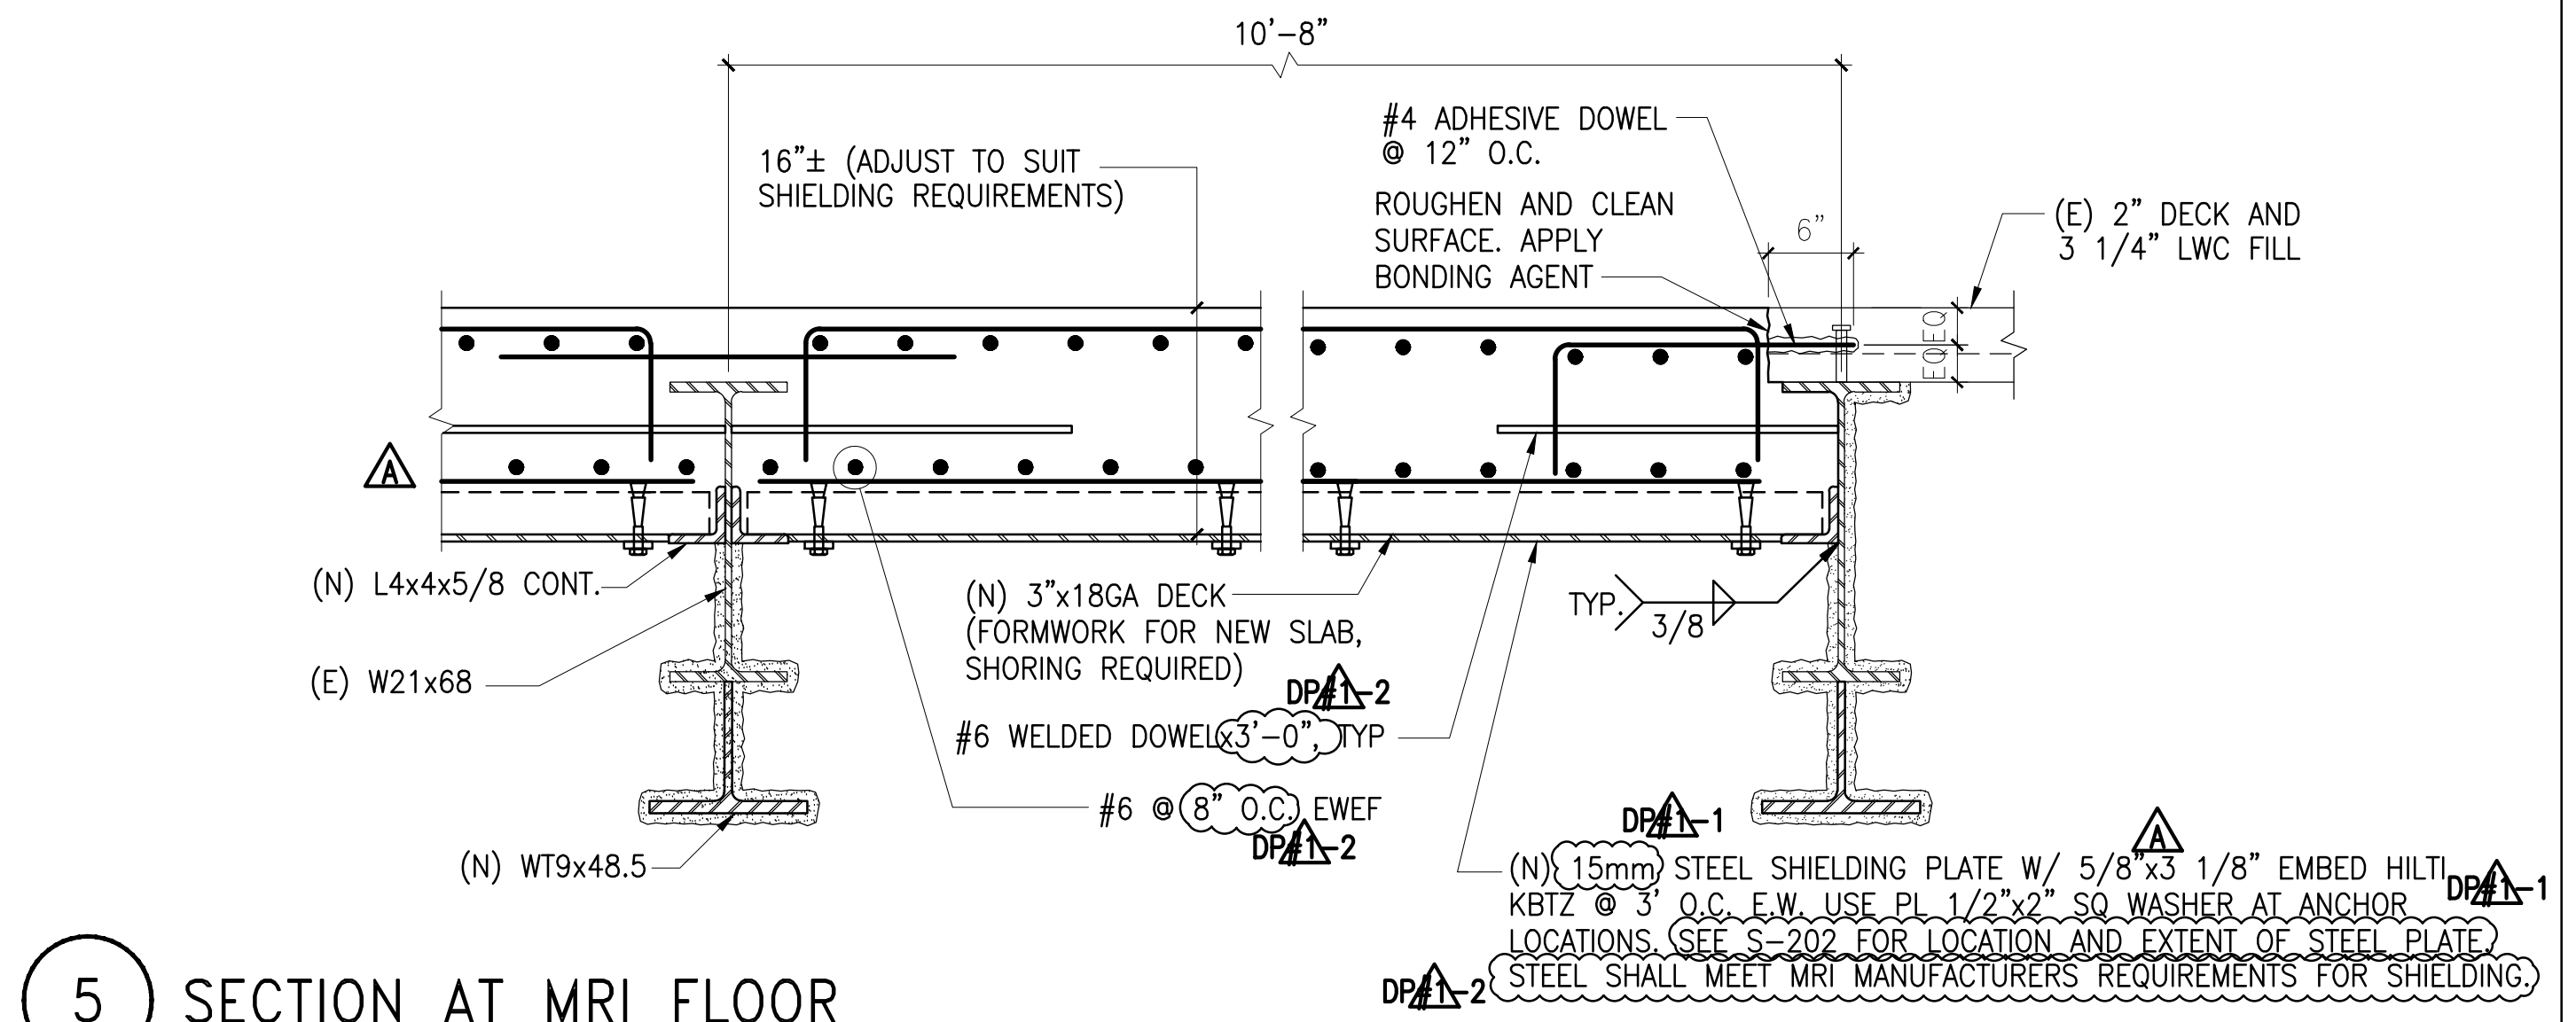 10'-8"
#4 ADHESIVE DOWEL
@ 12" O.C.
16"± (ADJUST TO SUIT
SHIELDING REQUIREMENTS)
ROUGHEN AND CLEAN
SURFACE. APPLY
BONDING AGENT
6"
(E) 2" DECK AND
3 1/4" LWC FILL
EQ
EQ
A
(N) L4x4x5/8 CONT.
(E) W21x68
(N) WT9x48.5
(N) 3"x18GA DECK
(FORMWORK FOR NEW SLAB,
SHORING REQUIRED)
DP#1-2
#6 WELDED DOWELx3'-0", TYP
#6 @ 8" O.C. EWEF
DP#1-2
TYP.
3/8
DP#1-1
A
(N) 15mm STEEL SHIELDING PLATE W/ 5/8"x3 1/8" EMBED HILTI
DP#1-1
KBTZ @ 3' O.C. E.W. USE PL 1/2"x2" SQ WASHER AT ANCHOR
LOCATIONS. SEE S-202 FOR LOCATION AND EXTENT OF STEEL PLATE.
DP#1-2
STEEL SHALL MEET MRI MANUFACTURERS REQUIREMENTS FOR SHIELDING.
5 SECTION AT MRI FLOOR